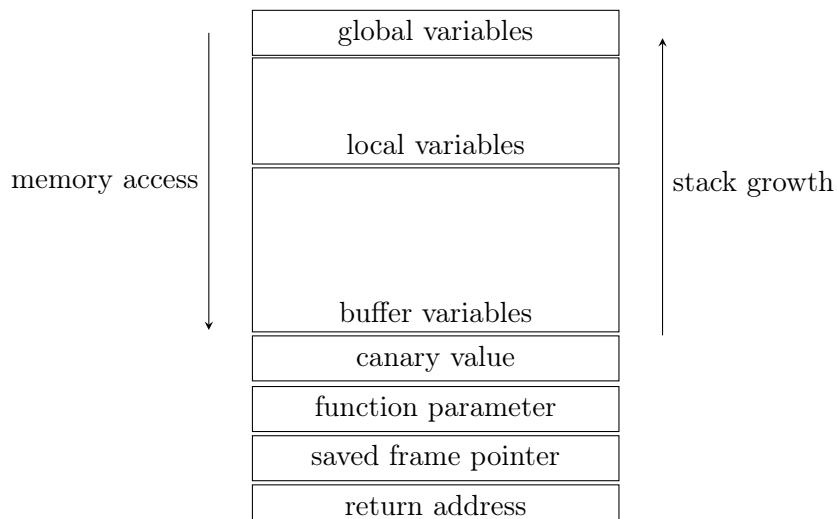 global variables
local variables
memory access
stack growth
buffer variables
canary value
function parameter
saved frame pointer
return address